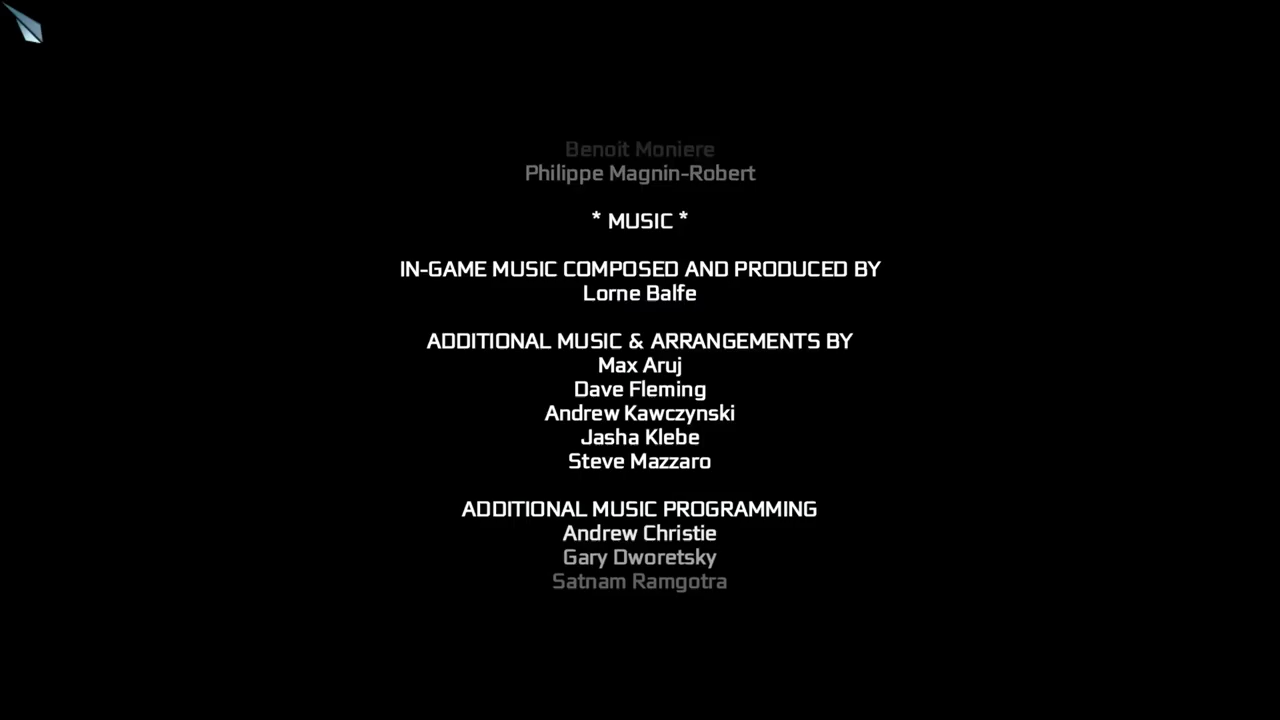 Benoit Moniere
Philippe Magnin-Robert
* MUSIC *
IN-GAME MUSIC COMPOSED AND PRODUCED BY
Lorne Balfe
ADDITIONAL MUSIC & ARRANGEMENTS BY
Max Aruj
Dave Fleming
Andrew Kawczynski
Jasha Klebe
Steve Mazzaro
ADDITIONAL MUSIC PROGRAMMING
Andrew Christie
Gary Dworetsky
Satnam Ramgotra